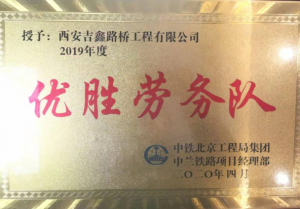 授予：西安吉鑫路桥工程有限公司
2019年度
优胜劳务队
中铁北京工程局集团
中兰铁路项目经理部
二〇二〇年四月